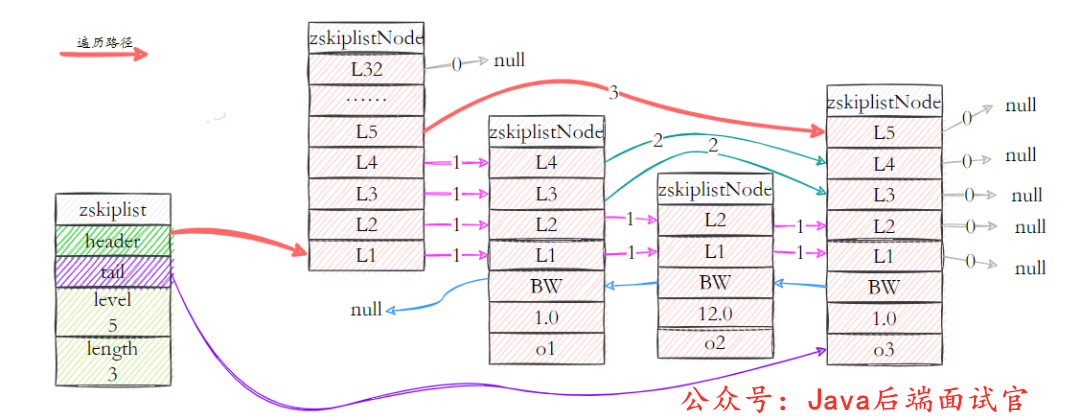 遍历路径
zskiplist
header
tail
level
5
length
3
zskiplistNode
L32
......
L5
L4
L3
L2
L1
0
null
3
1
1
1
1
zskiplistNode
L4
L3
L2
L1
BW
1.0
o1
null
2
2
1
1
zskiplistNode
L2
L1
BW
12.0
o2
1
1
zskiplistNode
L5
L4
L3
L2
L1
BW
1.0
o3
0
null
0
null
0
null
0
null
0
null
公众号：Java后端面试官